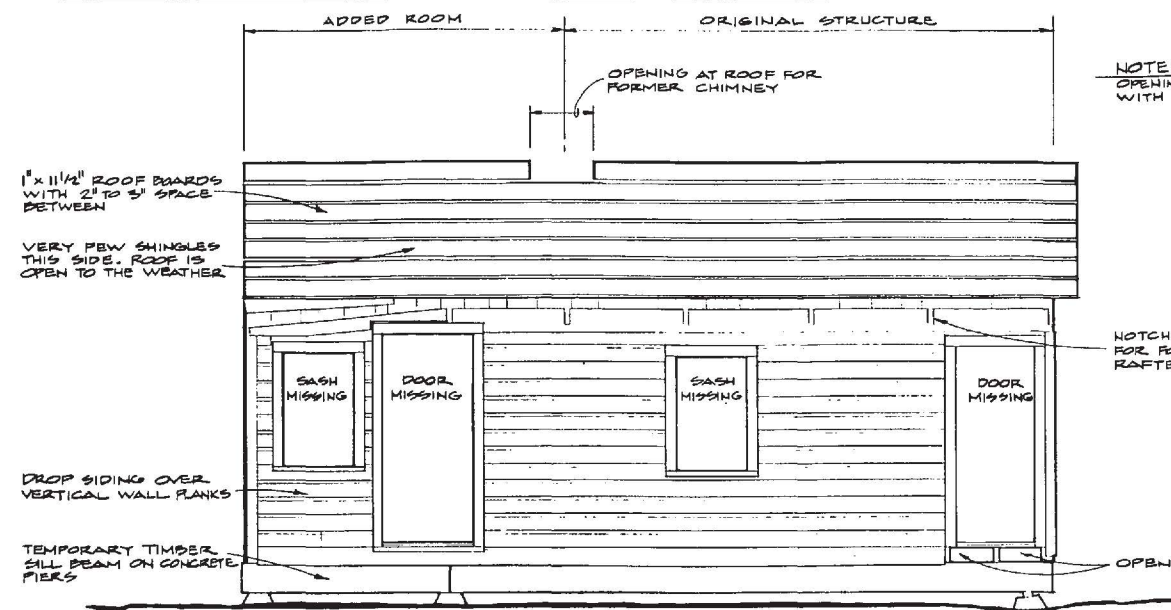 ADDED ROOM
ORIGINAL STRUCTURE
OPENING AT ROOF FOR
FORMER CHIMNEY
NOTE
WITH
1" x 11 1/2" ROOF BOARDS
WITH 2" TO 3" SPACE
BETWEEN
VERY FEW SHINGLES
THIS SIDE. ROOF IS
OPEN TO THE WEATHER
SASH
MISSING
DOOR
MISSING
SASH
MISSING
DOOR
MISSING
NOTCH
FOR
DROP SIDING OVER
VERTICAL WALL PLANKS
TEMPORARY TIMBER
SILL BEAM ON CONCRETE
PIERS
OPEN